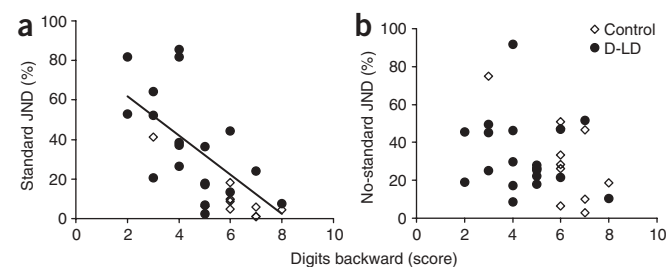 a
Standard JND (%)
100
80
60
40
20
0
0 2 4 6 8 10
b
No-standard JND (%)
100
80
60
40
20
0
0 2 4 6 8 10
Control
D-LD
Digits backward (score)